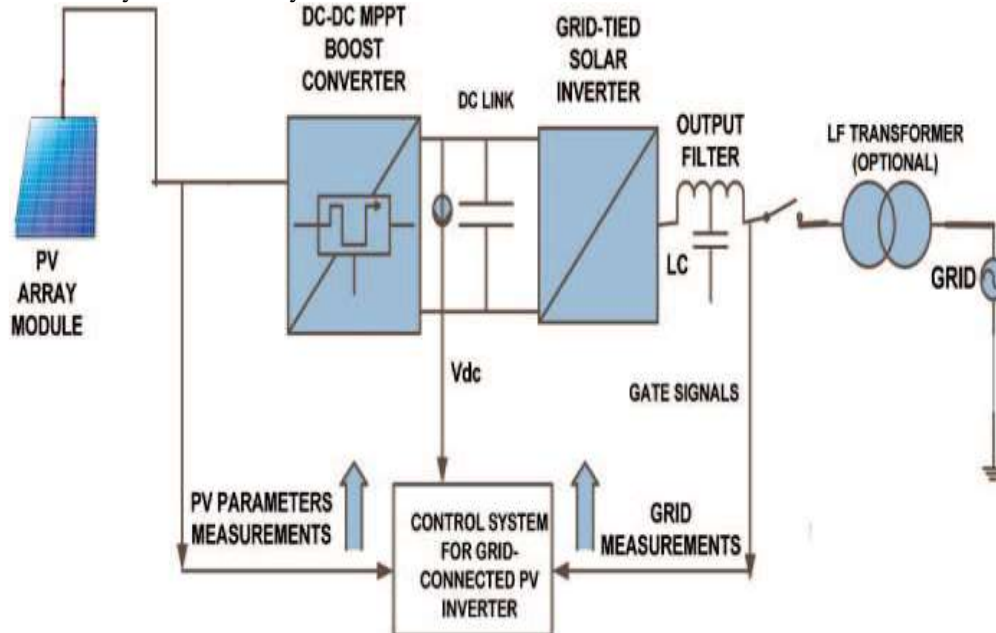 DC-DC MPPT
BOOST
CONVERTER
GRID-TIED
SOLAR
INVERTER
DC LINK
OUTPUT
FILTER
LF TRANSFORMER
(OPTIONAL)
PV
ARRAY
MODULE
LC
GRID
Vdc
GATE SIGNALS
PV PARAMETERS
MEASUREMENTS
CONTROL SYSTEM
FOR GRID-
CONNECTED PV
INVERTER
GRID
MEASUREMENTS